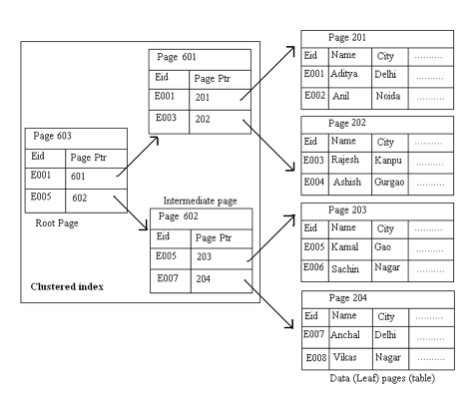 Page 603
Eid Page Ptr
E001 601
E005 602
Root Page
Clustered index
Page 601
Eid Page Ptr
E001 201
E003 202
Intermediate page
Page 602
Eid Page Ptr
E005 203
E007 204
Page 201
Eid Name City ..........
E001 Aditya Delhi ..........
E002 Anil Noida ..........
Page 202
Eid Name City ..........
E003 Rajesh Kanpu ..........
E004 Ashish Gurgao ..........
Page 203
Eid Name City ..........
E005 Kamal Gao ..........
E006 Sachin Nagar ..........
Page 204
Eid Name City ..........
E007 Anchal Delhi ..........
E008 Vikas Nagar ..........
Data (Leaf) pages (table)